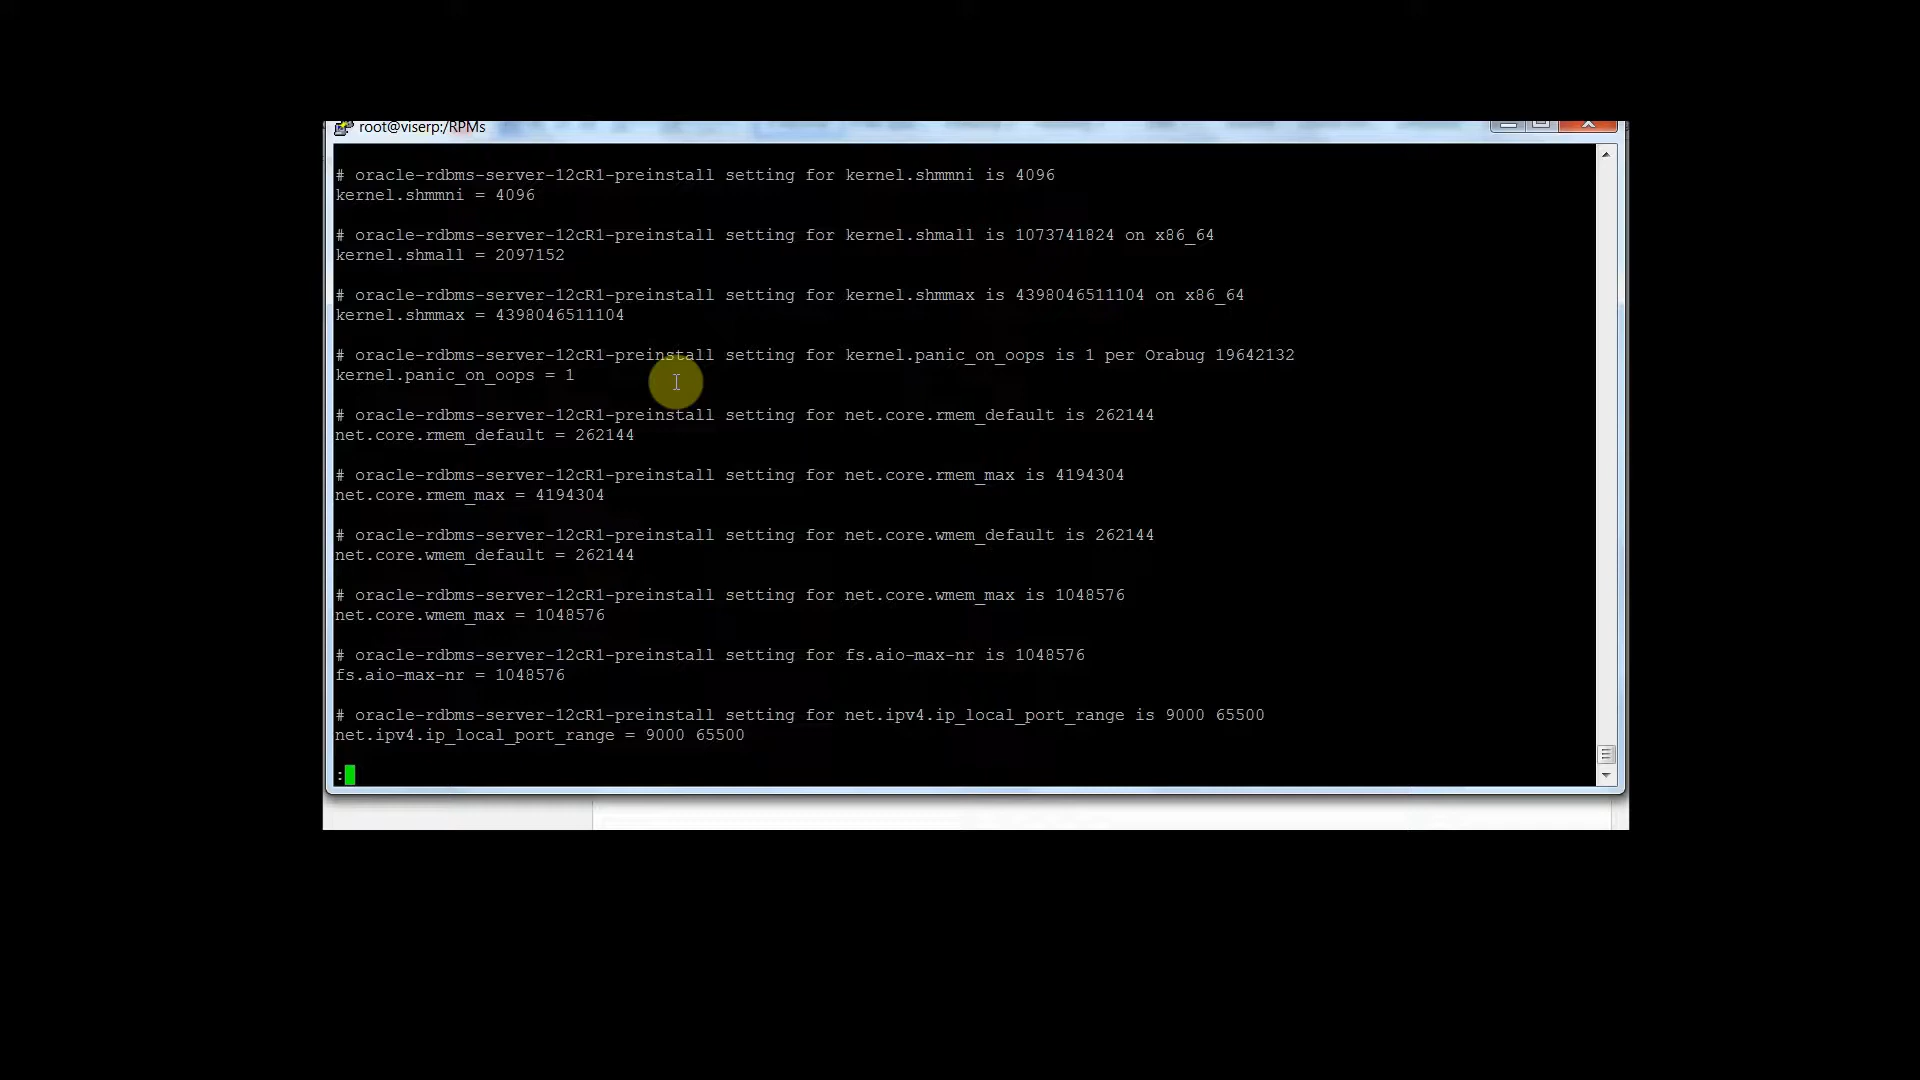 root@viserp:/RPMs
# oracle-rdbms-server-12cR1-preinstall setting for kernel.shmmni is 4096
kernel.shmmni = 4096
# oracle-rdbms-server-12cR1-preinstall setting for kernel.shmall is 1073741824 on x86_64
kernel.shmall = 2097152
# oracle-rdbms-server-12cR1-preinstall setting for kernel.shmmax is 4398046511104 on x86_64
kernel.shmmax = 4398046511104
# oracle-rdbms-server-12cR1-preinstall setting for kernel.panic_on_oops is 1 per Orabug 19642132
kernel.panic_on_oops = 1
# oracle-rdbms-server-12cR1-preinstall setting for net.core.rmem_default is 262144
net.core.rmem_default = 262144
# oracle-rdbms-server-12cR1-preinstall setting for net.core.rmem_max is 4194304
net.core.rmem_max = 4194304
# oracle-rdbms-server-12cR1-preinstall setting for net.core.wmem_default is 262144
net.core.wmem_default = 262144
# oracle-rdbms-server-12cR1-preinstall setting for net.core.wmem_max is 1048576
net.core.wmem_max = 1048576
# oracle-rdbms-server-12cR1-preinstall setting for fs.aio-max-nr is 1048576
fs.aio-max-nr = 1048576
# oracle-rdbms-server-12cR1-preinstall setting for net.ipv4.ip_local_port_range is 9000 65500
net.ipv4.ip_local_port_range = 9000 65500
: